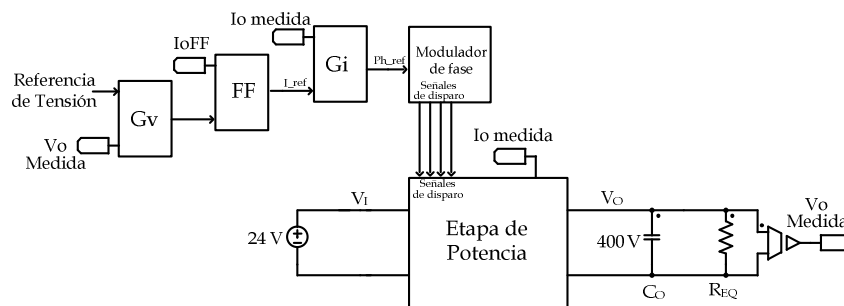 Io medida
IoFF
Referencia
de Tensión
Vo
Medida
Gv
FF
I_ref
Gi
Ph_ref
Modulador
de fase
Señales
de disparo
Io medida
Señales
de disparo
Etapa de
Potencia
VI
24 V
VO
400 V
CO
REQ
Vo
Medida